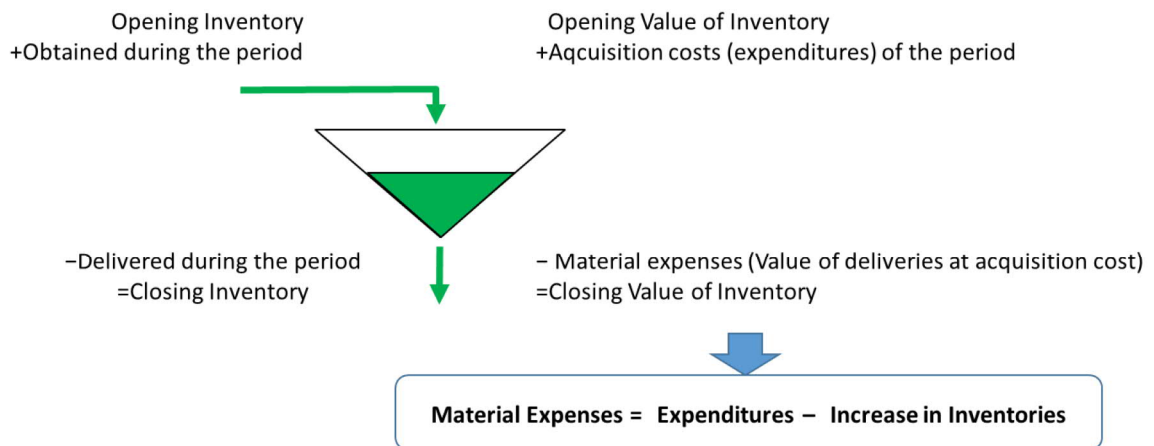 Opening Inventory
+Obtained during the period
Opening Value of Inventory
+Aqcuisition costs (expenditures) of the period
−Delivered during the period
=Closing Inventory
− Material expenses (Value of deliveries at acquisition cost)
=Closing Value of Inventory
Material Expenses = Expenditures − Increase in Inventories